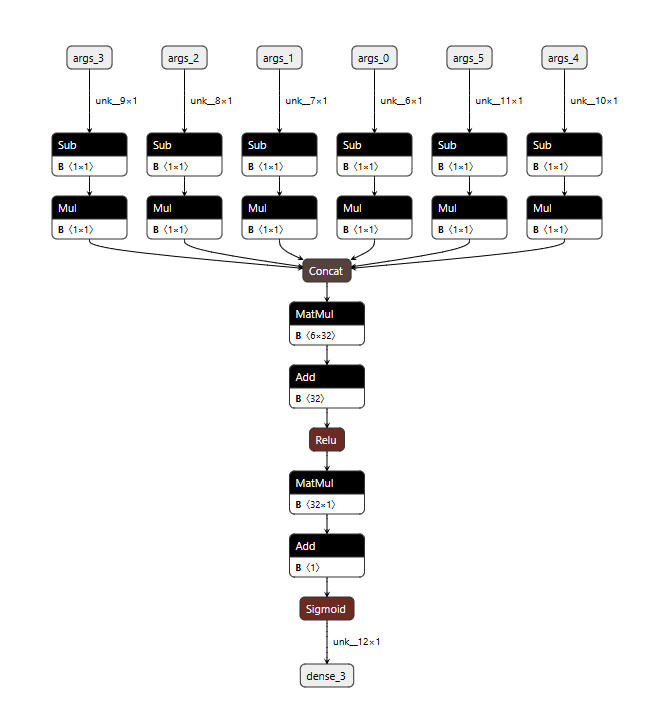 args_3 args_2 args_1 args_0 args_5 args_4
unk__9×1 unk__8×1 unk__7×1 unk__6×1 unk__11×1 unk__10×1
Sub Sub Sub Sub Sub Sub
B ⟨1×1⟩ B ⟨1×1⟩ B ⟨1×1⟩ B ⟨1×1⟩ B ⟨1×1⟩ B ⟨1×1⟩
Mul Mul Mul Mul Mul Mul
B ⟨1×1⟩ B ⟨1×1⟩ B ⟨1×1⟩ B ⟨1×1⟩ B ⟨1×1⟩ B ⟨1×1⟩
Concat
MatMul
B ⟨6×32⟩
Add
B ⟨32⟩
Relu
MatMul
B ⟨32×1⟩
Add
B ⟨1⟩
Sigmoid
unk__12×1
dense_3